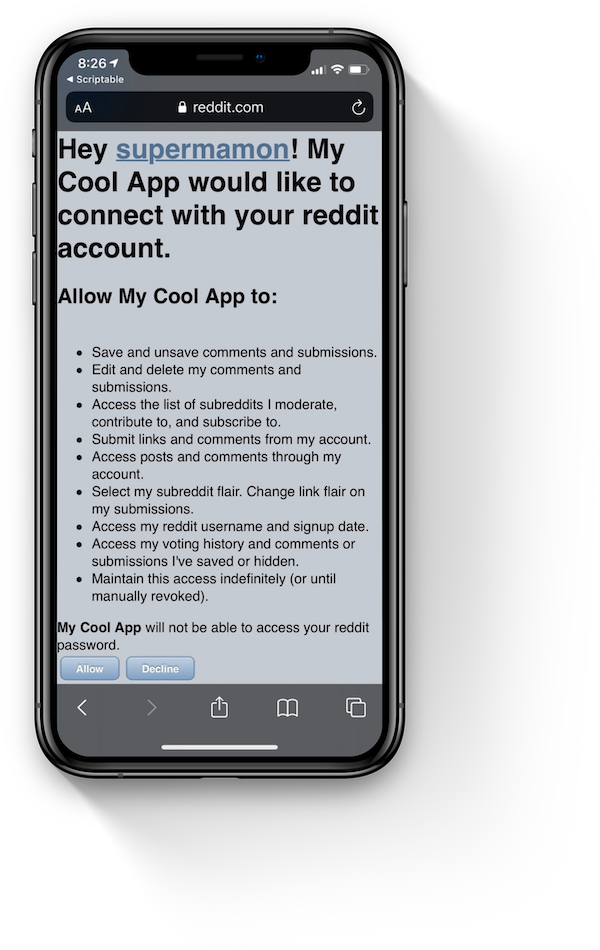 8:26
Scriptable
AA
reddit.com
Hey supermamon! My
Cool App would like to
connect with your reddit
account.
Allow My Cool App to:
• Save and unsave comments and submissions.
• Edit and delete my comments and
submissions.
• Access the list of subreddits I moderate,
contribute to, and subscribe to.
• Submit links and comments from my account.
• Access posts and comments through my
account.
• Select my subreddit flair. Change link flair on
my submissions.
• Access my reddit username and signup date.
• Access my voting history and comments or
submissions I've saved or hidden.
• Maintain this access indefinitely (or until
manually revoked).
My Cool App will not be able to access your reddit
password.
Allow Decline